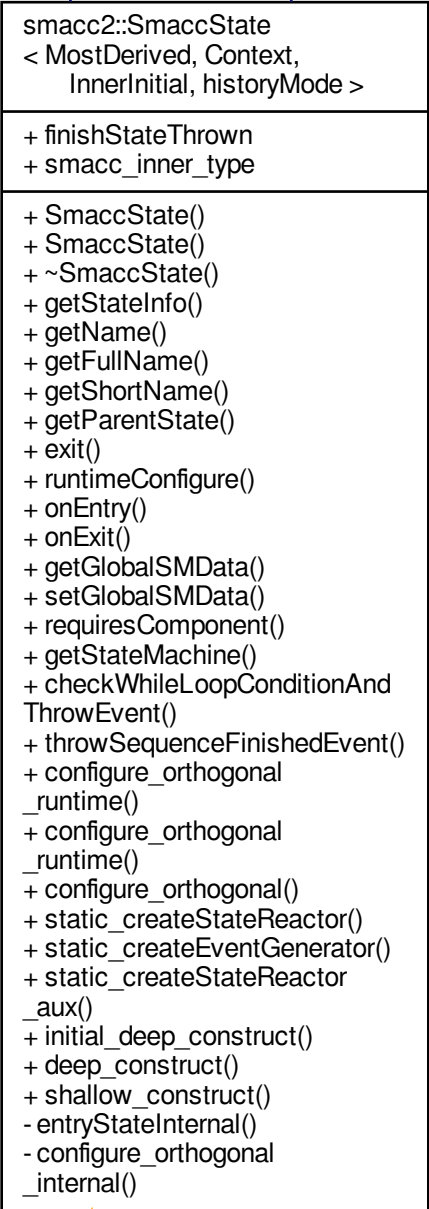 smacc2::SmaccState
< MostDerived, Context,
InnerInitial, historyMode >
+ finishStateThrown
+ smacc_inner_type
+ SmaccState()
+ SmaccState()
+ ~SmaccState()
+ getStateInfo()
+ getName()
+ getFullName()
+ getShortName()
+ getParentState()
+ exit()
+ runtimeConfigure()
+ onEntry()
+ onExit()
+ getGlobalSMData()
+ setGlobalSMData()
+ requiresComponent()
+ getStateMachine()
+ checkWhileLoopConditionAnd
ThrowEvent()
+ throwSequenceFinishedEvent()
+ configure_orthogonal
_runtime()
+ configure_orthogonal
_runtime()
+ configure_orthogonal()
+ static_createStateReactor()
+ static_createEventGenerator()
+ static_createStateReactor
_aux()
+ initial_deep_construct()
+ deep_construct()
+ shallow_construct()
- entryStateInternal()
- configure_orthogonal
_internal()